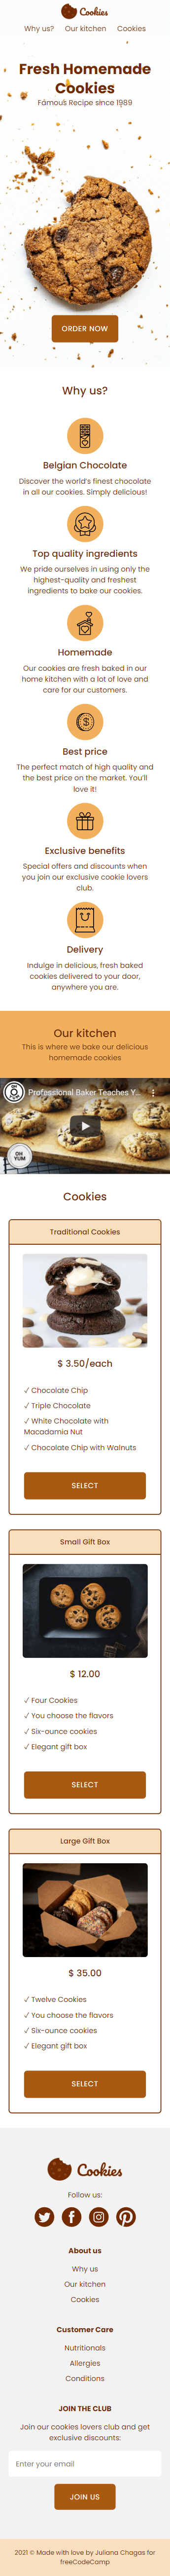 Cookies
Why us? Our kitchen Cookies
Fresh Homemade
Cookies
Famous Recipe since 1989
ORDER NOW
Why us?
Belgian Chocolate
Discover the world's finest chocolate
in all our cookies. Simply delicious!
Top quality ingredients
We pride ourselves in using only the
highest-quality and freshest
ingredients to bake our cookies.
Homemade
Our cookies are fresh baked in our
home kitchen with a lot of love and
care for our customers.
Best price
The perfect match of high quality and
the best price on the market. You'll
love it!
Exclusive benefits
Special offers and discounts when
you join our exclusive cookie lovers
club.
Delivery
Indulge in delicious, fresh baked
cookies delivered to your door,
anywhere you are.
Our kitchen
This is where we bake our delicious
homemade cookies
Professional Baker Teaches Y...
OH
YUM
Cookies
Traditional Cookies
$ 3.50/each
✓ Chocolate Chip
✓ Triple Chocolate
✓ White Chocolate with
Macadamia Nut
✓ Chocolate Chip with Walnuts
SELECT
Small Gift Box
$ 12.00
✓ Four Cookies
✓ You choose the flavors
✓ Six-ounce cookies
✓ Elegant gift box
SELECT
Large Gift Box
$ 35.00
✓ Twelve Cookies
✓ You choose the flavors
✓ Six-ounce cookies
✓ Elegant gift box
SELECT
Cookies
Follow us:
About us
Why us
Our kitchen
Cookies
Customer Care
Nutritionals
Allergies
Conditions
JOIN THE CLUB
Join our cookies lovers club and get
exclusive discounts:
Enter your email
JOIN US
2021 © Made with love by Juliana Chagas for
freeCodeCamp